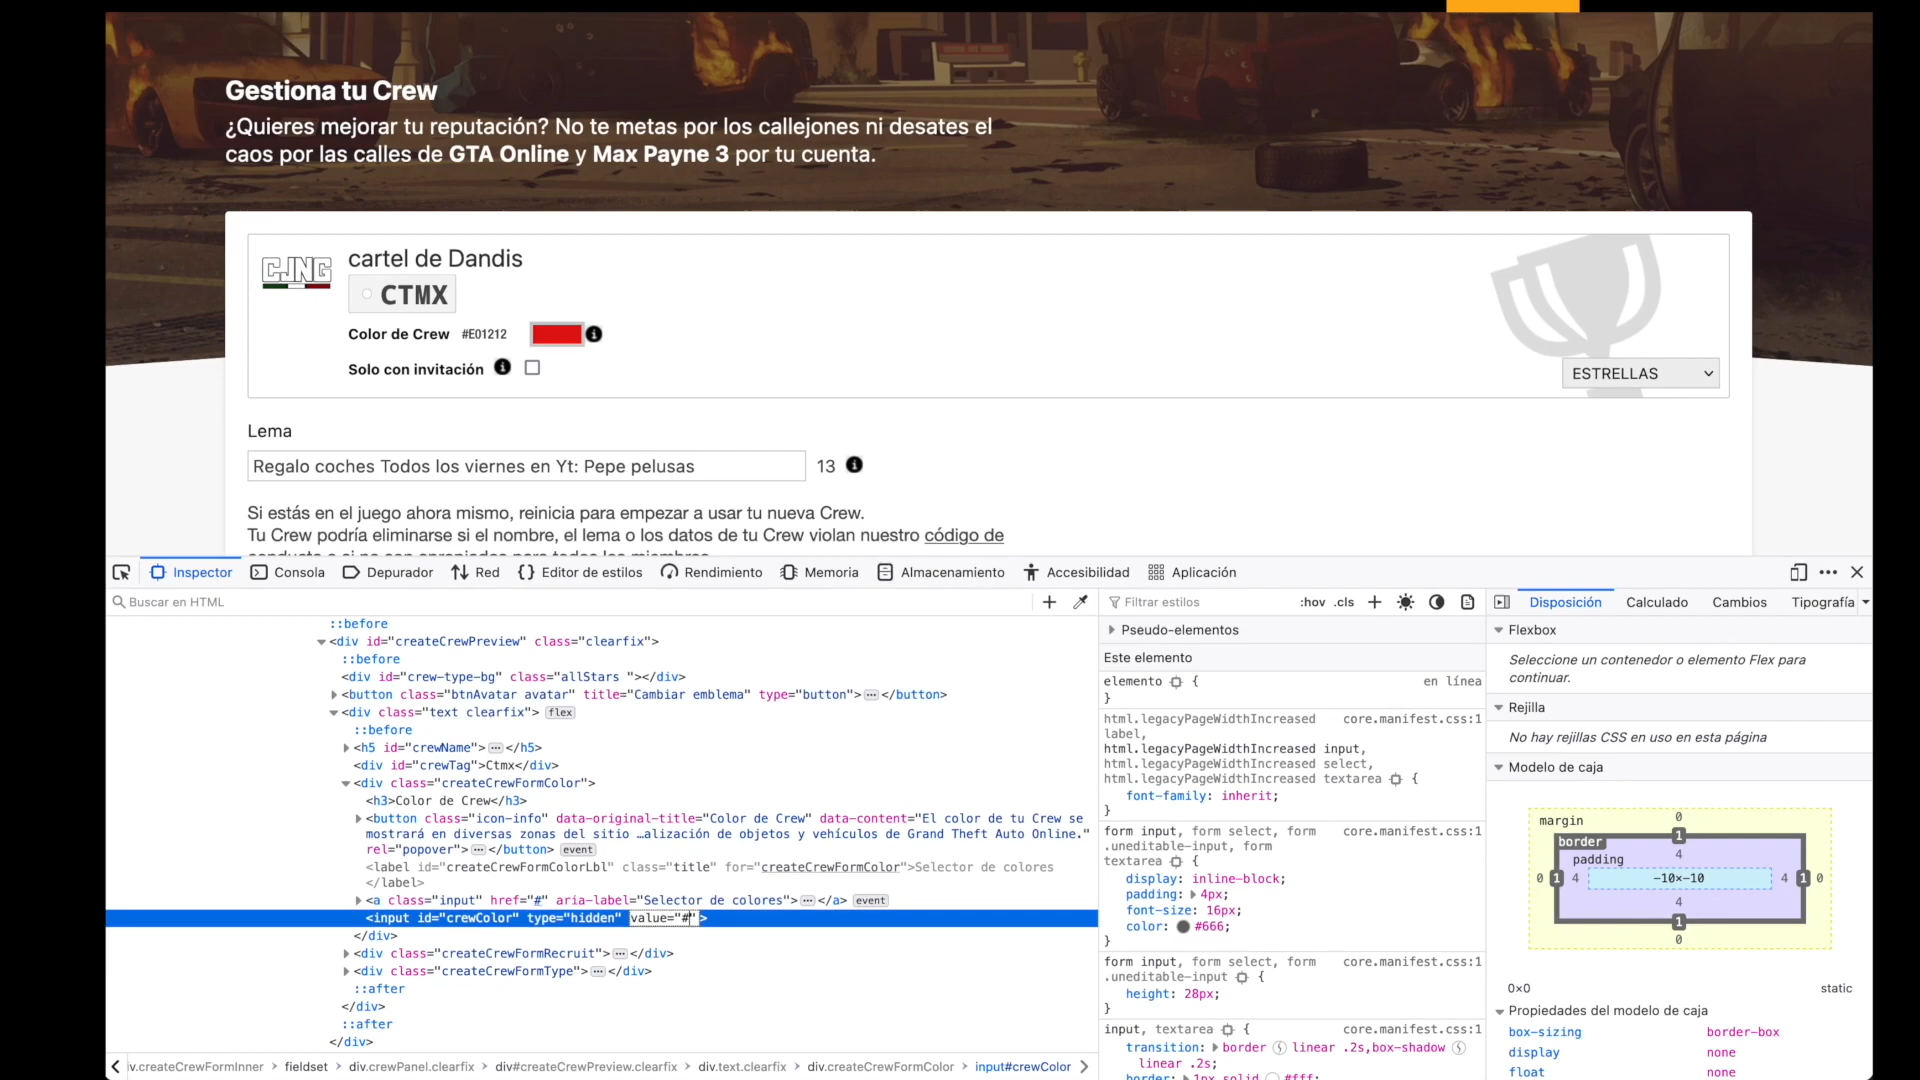 Gestiona tu Crew
¿Quieres mejorar tu reputación? No te metas por los callejones ni desates el
caos por las calles de GTA Online y Max Payne 3 por tu cuenta.
CJNG
cartel de Dandis
CTMX
Color de Crew #E01212
Solo con invitación
ESTRELLAS
Lema
Regalo coches Todos los viernes en Yt: Pepe pelusas 13
Si estás en el juego ahora mismo, reinicia para empezar a usar tu nueva Crew.
Tu Crew podría eliminarse si el nombre, el lema o los datos de tu Crew violan nuestro código de
Inspector Consola Depurador Red Editor de estilos Rendimiento Memoria Almacenamiento Accesibilidad Aplicación
Buscar en HTML
::before
<div id="createCrewPreview" class="clearfix">
::before
<div id="crew-type-bg" class="allStars "></div>
<button class="btnAvatar avatar" title="Cambiar emblema" type="button"></button>
<div class="text clearfix"> flex
::before
<h5 id="crewName"></h5>
<div id="crewTag">Ctmx</div>
<div class="createCrewFormColor">
<h3>Color de Crew</h3>
<button class="icon-info" data-original-title="Color de Crew" data-content="El color de tu Crew se
mostrará en diversas zonas del sitio …alización de objetos y vehículos de Grand Theft Auto Online."
rel="popover"></button> event
<label id="createCrewFormColorLbl" class="title" for="createCrewFormColor">Selector de colores
</label>
<a class="input" href="#" aria-label="Selector de colores"></a> event
<input id="crewColor" type="hidden" value="#">
</div>
<div class="createCrewFormRecruit"></div>
<div class="createCrewFormType"></div>
::after
</div>
::after
</div>
v.createCrewFormInner > fieldset > div.crewPanel.clearfix > div#createCrewPreview.clearfix > div.text.clearfix > div.createCrewFormColor > input#crewColor
Filtrar estilos :hov .cls
Pseudo-elementos
Este elemento
elemento { en línea
}
html.legacyPageWidthIncreased core.manifest.css:1
label,
html.legacyPageWidthIncreased input,
html.legacyPageWidthIncreased select,
html.legacyPageWidthIncreased textarea {
font-family: inherit;
}
form input, form select, form core.manifest.css:1
.uneditable-input, form
textarea {
display: inline-block;
padding: 4px;
font-size: 16px;
color: #666;
}
form input, form select, form core.manifest.css:1
.uneditable-input {
height: 28px;
}
input, textarea { core.manifest.css:1
transition: border linear .2s,box-shadow
linear .2s;
border: 1px solid #fff;
Disposición Calculado Cambios Tipografía
Flexbox
Seleccione un contenedor o elemento Flex para
continuar.
Rejilla
No hay rejillas CSS en uso en esta página
Modelo de caja
margin 0
border 1
padding 4
0 1 4 -10×-10 4 1 0
4
1
0
0×0 static
Propiedades del modelo de caja
box-sizing border-box
display none
float none